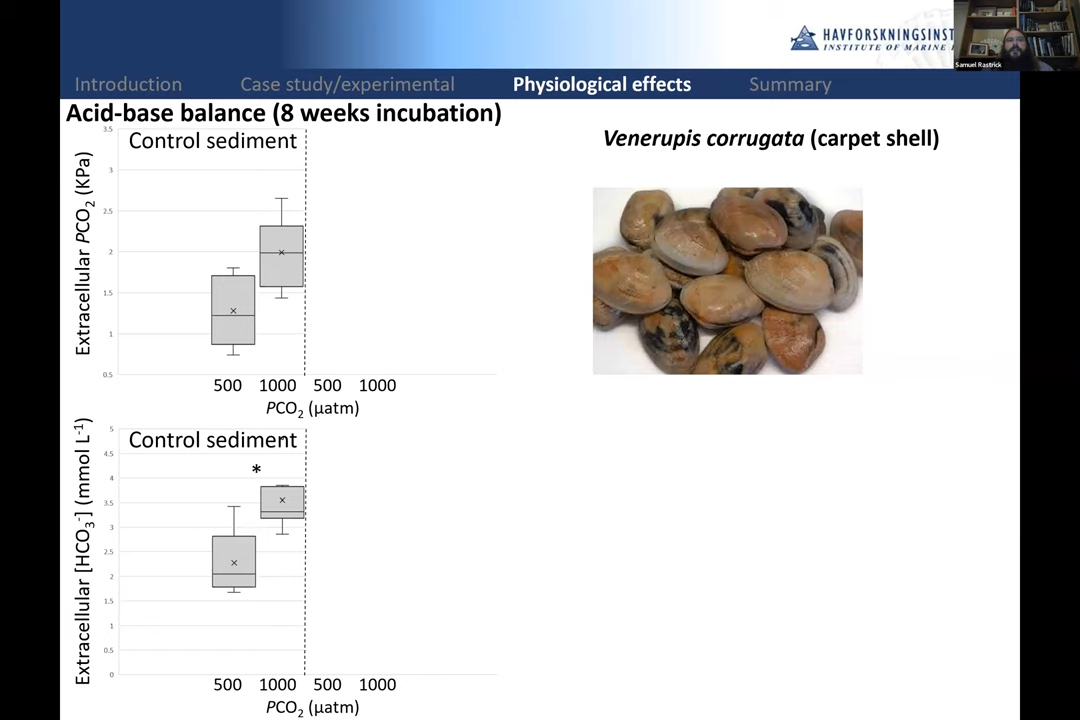 HAVFORSKNINGSINST
INSTITUTE OF MARINE
Samuel Rastrick
Introduction Case study/experimental Physiological effects Summary
Acid-base balance (8 weeks incubation)
Venerupis corrugata (carpet shell)
Control sediment
Extracellular PCO₂ (KPa)
3.5
3
2.5
2
1.5
1
0.5
500 1000 500 1000
PCO₂ (µatm)
Control sediment
*
Extracellular [HCO₃⁻] (mmol L⁻¹)
5
4.5
4
3.5
3
2.5
2
1.5
1
0.5
0
500 1000 500 1000
PCO₂ (µatm)